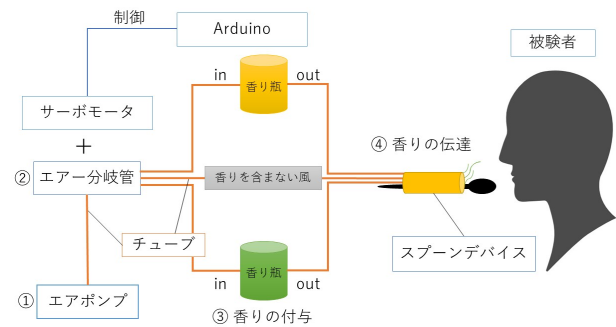 制御
Arduino
被験者
in
out
香り瓶
サーボモータ
+
④ 香りの伝達
② エアー分岐管
香りを含まない風
チューブ
スプーンデバイス
香り瓶
in
out
① エアポンプ
③ 香りの付与